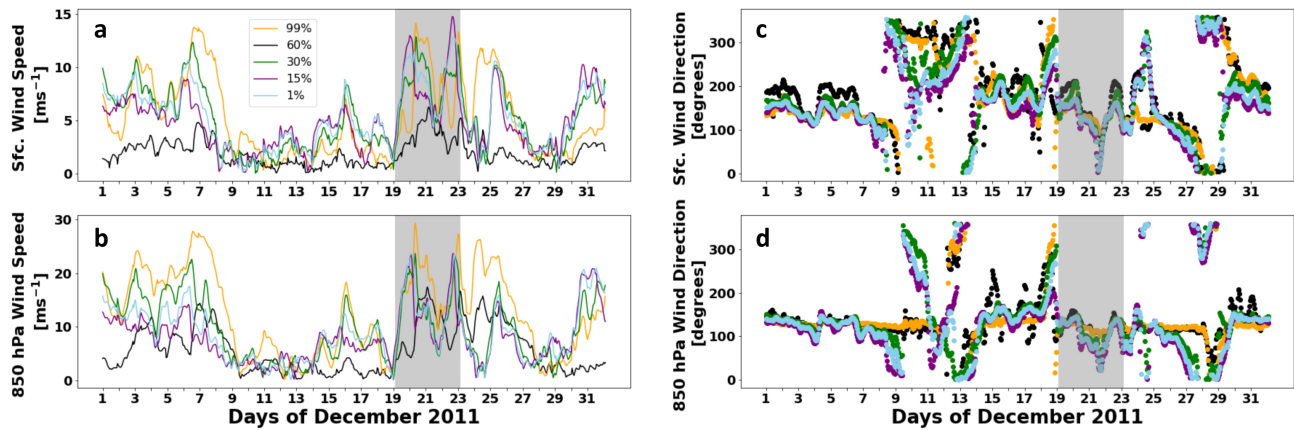 a
Sfc. Wind Speed
[ms⁻¹]
15
10
5
0
99%
60%
30%
15%
1%
1 3 5 7 9 11 13 15 17 19 21 23 25 27 29 31
b
850 hPa Wind Speed
[ms⁻¹]
30
20
10
0
1 3 5 7 9 11 13 15 17 19 21 23 25 27 29 31
Days of December 2011
c
Sfc. Wind Direction
[degrees]
300
200
100
0
1 3 5 7 9 11 13 15 17 19 21 23 25 27 29 31
d
850 hPa Wind Direction
[degrees]
300
200
100
0
1 3 5 7 9 11 13 15 17 19 21 23 25 27 29 31
Days of December 2011